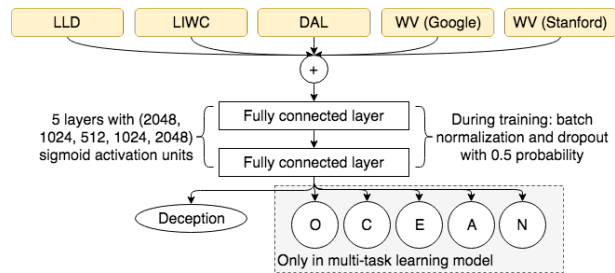 LLD LIWC DAL WV (Google) WV (Stanford)
+
5 layers with (2048,
1024, 512, 1024, 2048)
sigmoid activation units
Fully connected layer
Fully connected layer
During training: batch
normalization and dropout
with 0.5 probability
Deception
O C E A N
Only in multi-task learning model